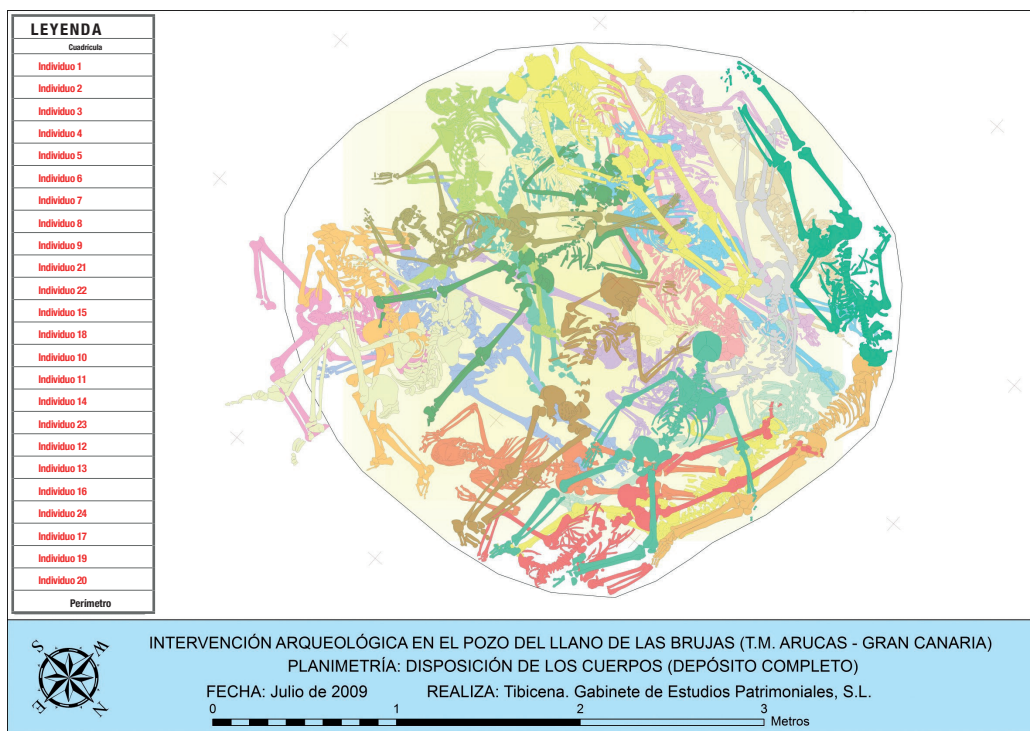 LEYENDA
Cuadrícula
Individuo 1
Individuo 2
Individuo 3
Individuo 4
Individuo 5
Individuo 6
Individuo 7
Individuo 8
Individuo 9
Individuo 21
Individuo 22
Individuo 15
Individuo 18
Individuo 10
Individuo 11
Individuo 14
Individuo 23
Individuo 12
Individuo 13
Individuo 16
Individuo 24
Individuo 17
Individuo 19
Individuo 20
Perímetro
S W
E N
INTERVENCIÓN ARQUEOLÓGICA EN EL POZO DEL LLANO DE LAS BRUJAS (T.M. ARUCAS - GRAN CANARIA)
PLANIMETRÍA: DISPOSICIÓN DE LOS CUERPOS (DEPÓSITO COMPLETO)
FECHA: Julio de 2009 REALIZA: Tibicena. Gabinete de Estudios Patrimoniales, S.L.
0 1 2 3
Metros